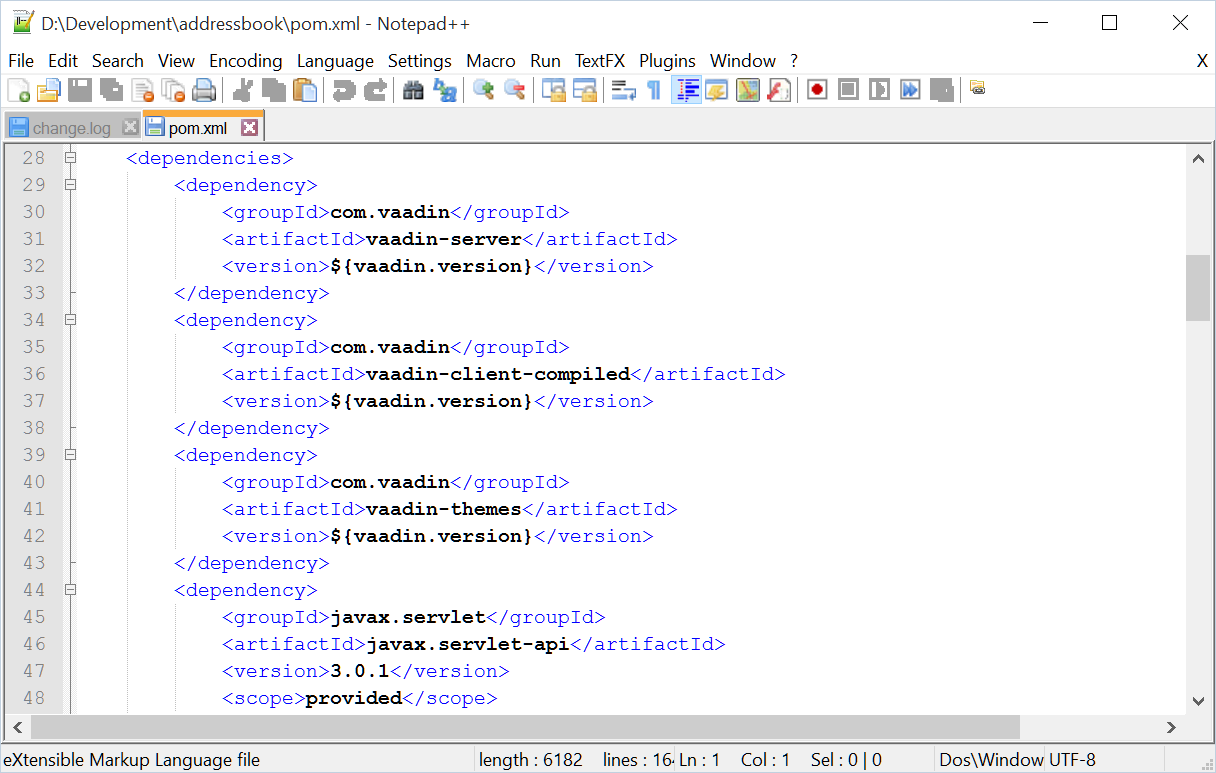 D:\Development\addressbook\pom.xml - Notepad++
File Edit Search View Encoding Language Settings Macro Run TextFX Plugins Window ? X
change.log pom.xml
28 <dependencies>
29 <dependency>
30 <groupId>com.vaadin</groupId>
31 <artifactId>vaadin-server</artifactId>
32 <version>${vaadin.version}</version>
33 </dependency>
34 <dependency>
35 <groupId>com.vaadin</groupId>
36 <artifactId>vaadin-client-compiled</artifactId>
37 <version>${vaadin.version}</version>
38 </dependency>
39 <dependency>
40 <groupId>com.vaadin</groupId>
41 <artifactId>vaadin-themes</artifactId>
42 <version>${vaadin.version}</version>
43 </dependency>
44 <dependency>
45 <groupId>javax.servlet</groupId>
46 <artifactId>javax.servlet-api</artifactId>
47 <version>3.0.1</version>
48 <scope>provided</scope>
eXtensible Markup Language file length : 6182 lines : 16 Ln : 1 Col : 1 Sel : 0 | 0 Dos\Window UTF-8